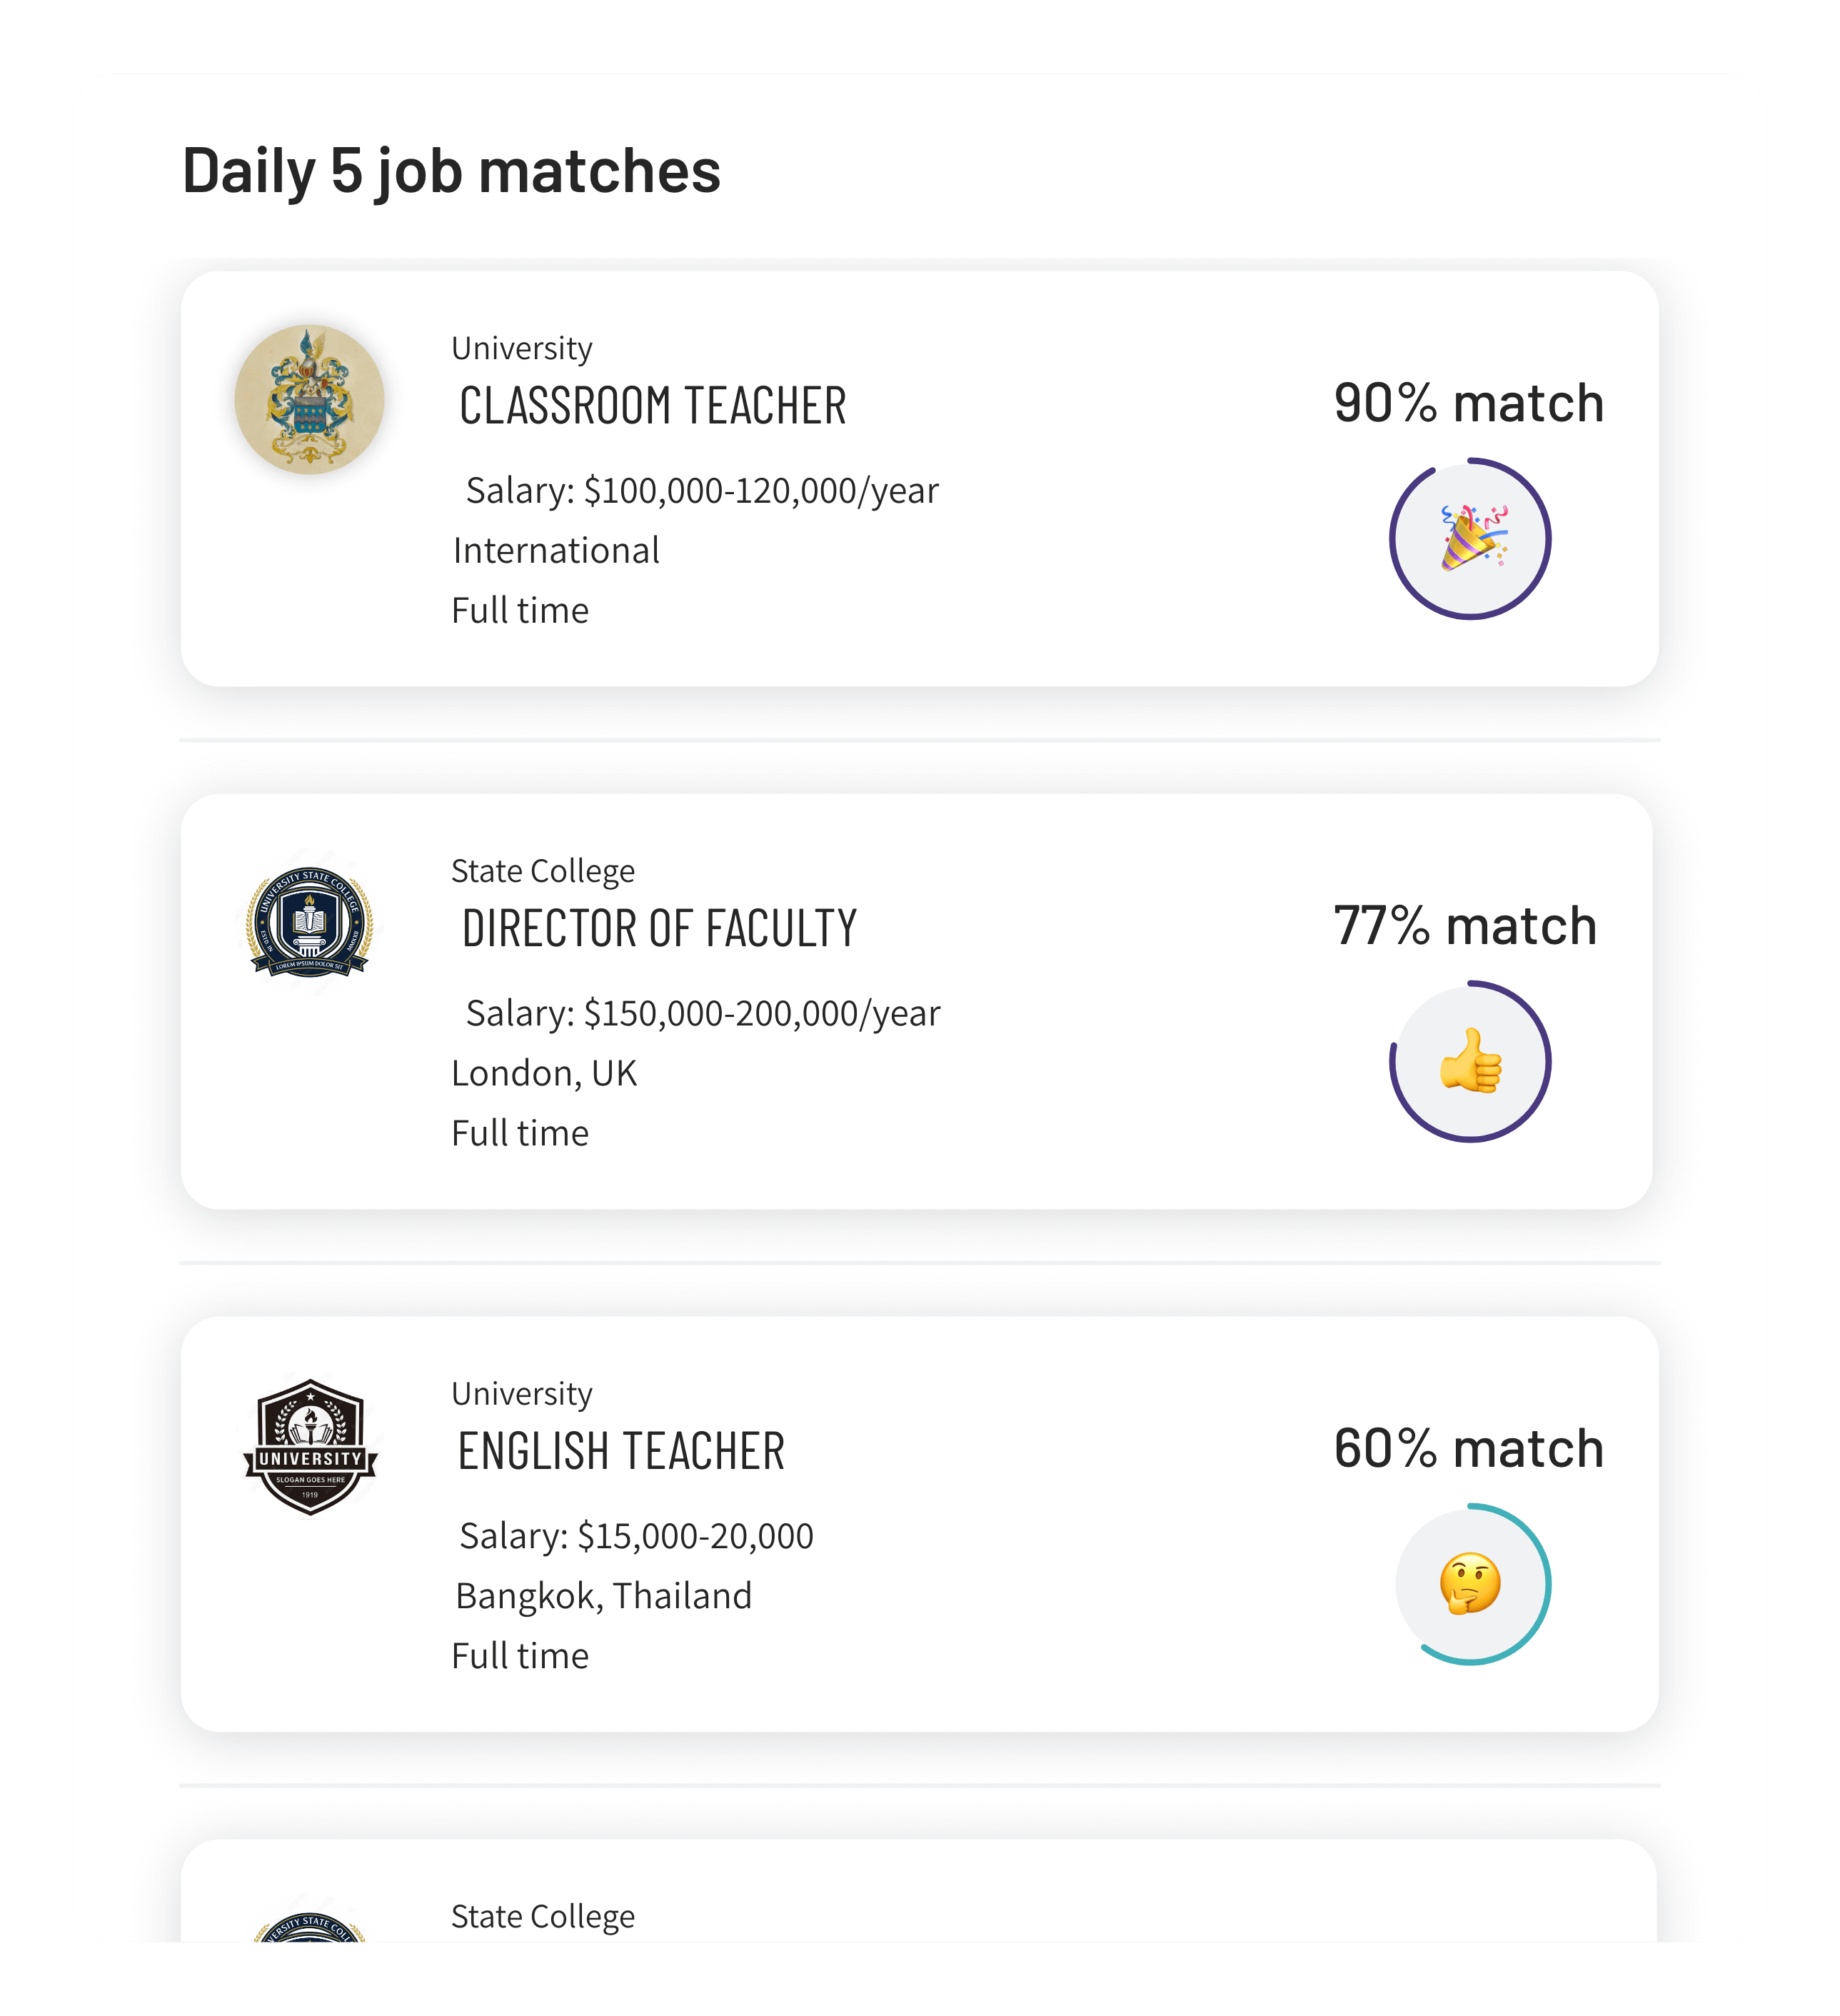 Daily 5 job matches
University
CLASSROOM TEACHER
90% match
Salary: $100,000-120,000/year
International
Full time
UNIVERSITY STATE COLLEGE
ESTD IN
MMXXII
LOREM IPSUM DOLOR SIT
State College
DIRECTOR OF FACULTY
77% match
Salary: $150,000-200,000/year
London, UK
Full time
UNIVERSITY
SLOGAN GOES HERE
1919
University
ENGLISH TEACHER
60% match
Salary: $15,000-20,000
Bangkok, Thailand
Full time
State College